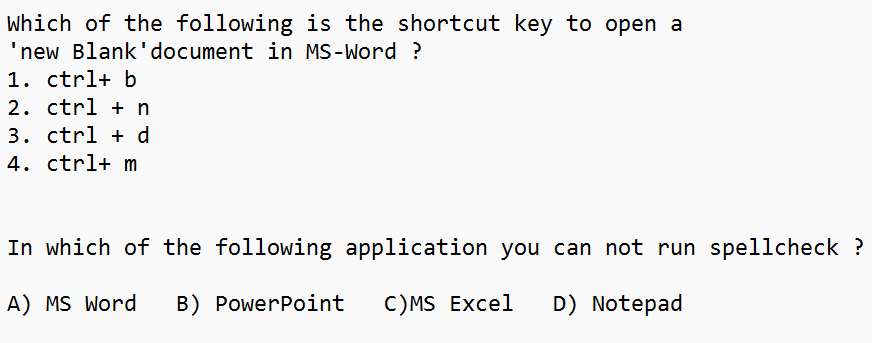 Which of the following is the shortcut key to open a
'new Blank'document in MS-Word ?
1. ctrl+ b
2. ctrl + n
3. ctrl + d
4. ctrl+ m
In which of the following application you can not run spellcheck ?
A) MS Word B) PowerPoint C)MS Excel D) Notepad